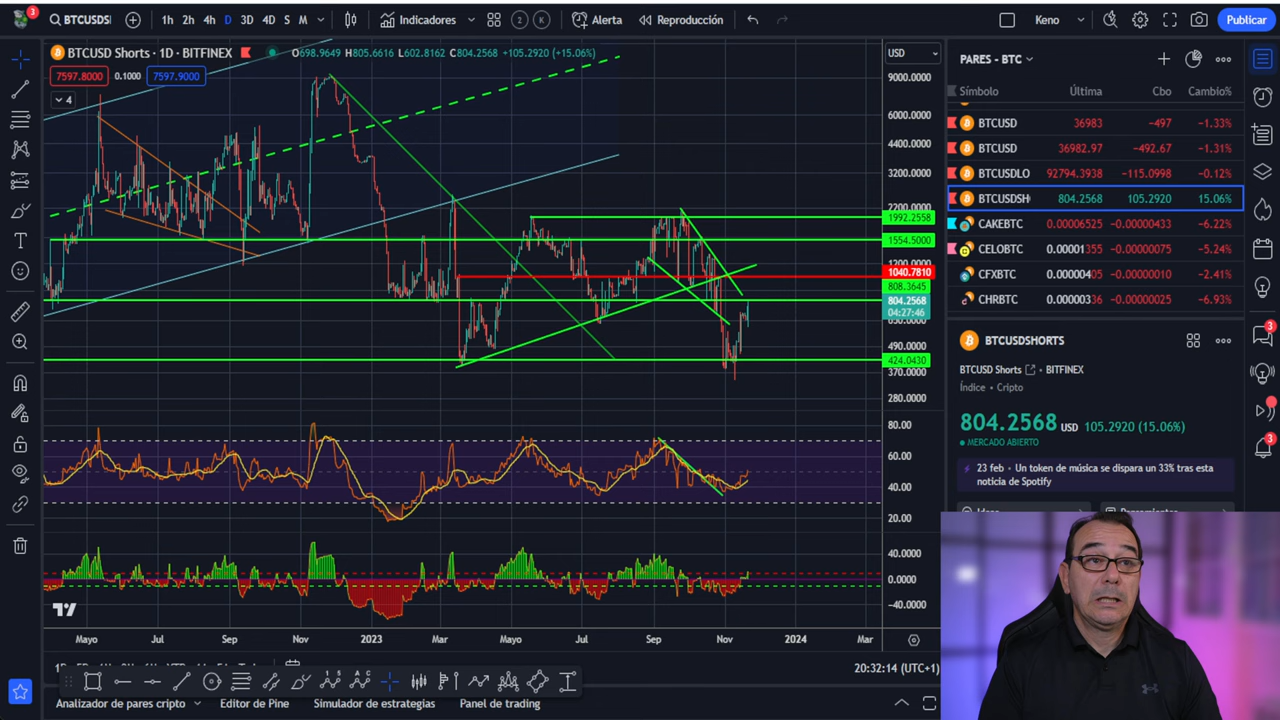 3
BTCUSDS
1h 2h 4h D 3D 4D S M
Indicadores
2 K
Alerta
Reproducción
Keno
Publicar
BTCUSD Shorts · 1D · BITFINEX
O698.9649 H805.6616 L602.8162 C804.2568 +105.2920 (+15.06%)
7597.8000 0.1000 7597.9000
4
USD
9000.0000
6000.0000
4400.0000
3200.0000
2200.0000
1992.2558
1554.5000
1200.0000
1040.7810
808.3645
804.2568
04:27:46
490.0000
424.0430
370.0000
280.0000
80.00
60.00
40.00
20.00
40.0000
0.0000
-40.0000
Mayo Jul Sep Nov 2023 Mar Mayo Jul Sep Nov 2024 Mar
20:32:14 (UTC+1)
Analizador de pares cripto
Editor de Pine
Simulador de estrategias
Panel de trading
PARES - BTC
Símbolo Última Cbo Cambio%
BTCUSD 36983 −497 −1.33%
BTCUSD 36982.97 −492.67 −1.31%
BTCUSDLO 92794.3938 −115.0998 −0.12%
BTCUSDSH 804.2568 105.2920 15.06%
CAKEBTC 0.00006525 −0.00000433 −6.22%
CELOBTC 0.00001355 −0.00000075 −5.24%
CFXBTC 0.00000405 −0.00000025 −2.41%
CHRBTC 0.00000336 −0.00000025 −6.93%
BTCUSDSHORTS
BTCUSD Shorts · BITFINEX
Índice · Cripto
804.2568 USD 105.2920 (15.06%)
MERCADO ABIERTO
23 feb · Un token de música se dispara un 33% tras esta
noticia de Spotify
3
3